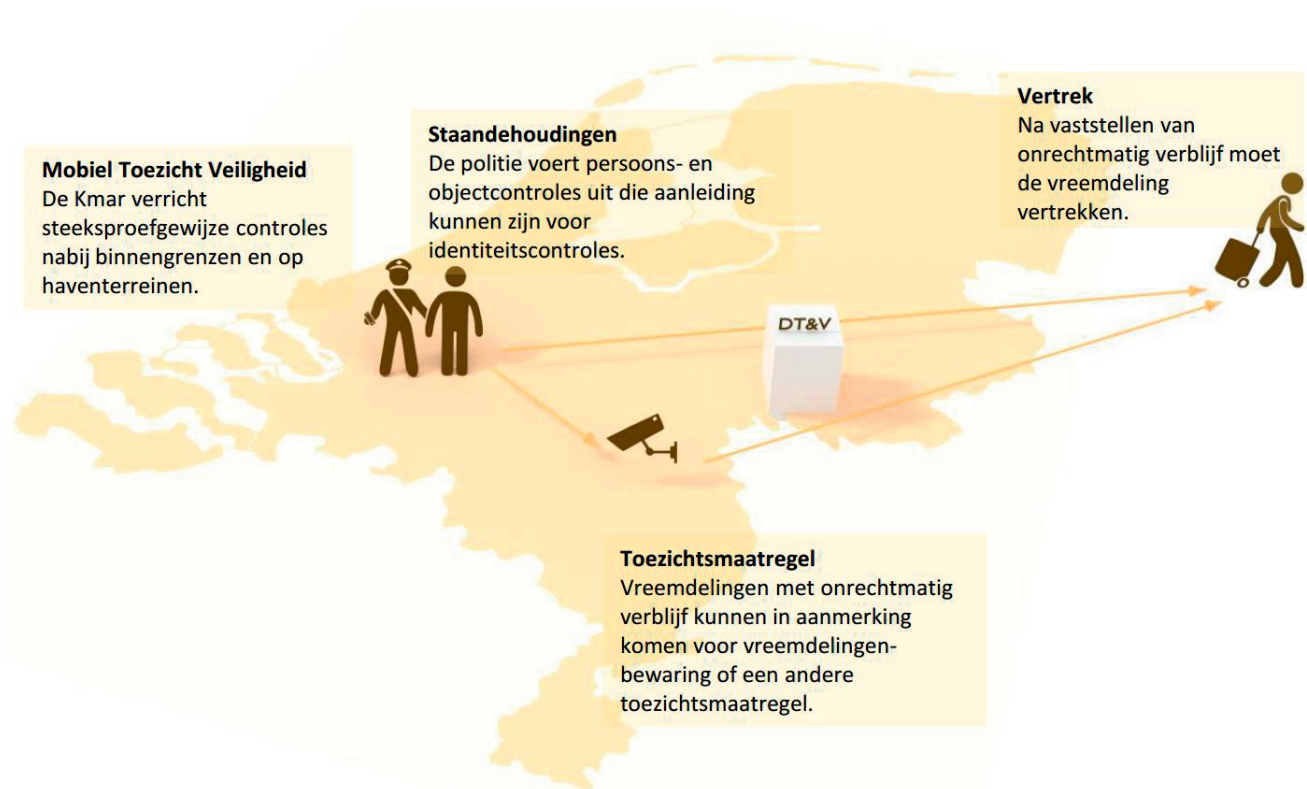 Mobiel Toezicht Veiligheid
De Kmar verricht
steeksproefgewijze controles
nabij binnengrenzen en op
haventerreinen.
Staandehoudingen
De politie voert persoons- en
objectcontroles uit die aanleiding
kunnen zijn voor
identiteitscontroles.
Vertrek
Na vaststellen van
onrechtmatig verblijf moet
de vreemdeling
vertrekken.
DT&V
Toezichtsmaatregel
Vreemdelingen met onrechtmatig
verblijf kunnen in aanmerking
komen voor vreemdelingen-
bewaring of een andere
toezichtsmaatregel.